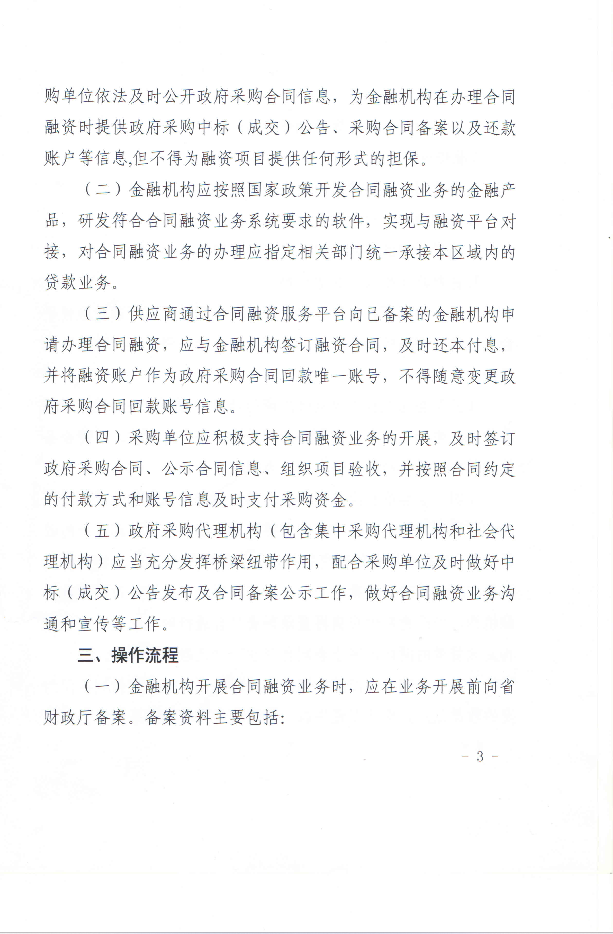 购单位依法及时公开政府采购合同信息，为金融机构在办理合同
融资时提供政府采购中标（成交）公告、采购合同备案以及还款
账户等信息,但不得为融资项目提供任何形式的担保。
（二）金融机构应按照国家政策开发合同融资业务的金融产
品，研发符合合同融资业务系统要求的软件，实现与融资平台对
接，对合同融资业务的办理应指定相关部门统一承接本区域内的
贷款业务。
（三）供应商通过合同融资服务平台向已备案的金融机构申
请办理合同融资，应与金融机构签订融资合同，及时还本付息，
并将融资账户作为政府采购合同回款唯一账号，不得随意变更政
府采购合同回款账号信息。
（四）采购单位应积极支持合同融资业务的开展，及时签订
政府采购合同、公示合同信息、组织项目验收，并按照合同约定
的付款方式和账号信息及时支付采购资金。
（五）政府采购代理机构（包含集中采购代理机构和社会代
理机构）应当充分发挥桥梁纽带作用，配合采购单位及时做好中
标（成交）公告发布及合同备案公示工作，做好合同融资业务沟
通和宣传等工作。
三、操作流程
（一）金融机构开展合同融资业务时，应在业务开展前向省
财政厅备案。备案资料主要包括:
- 3 -